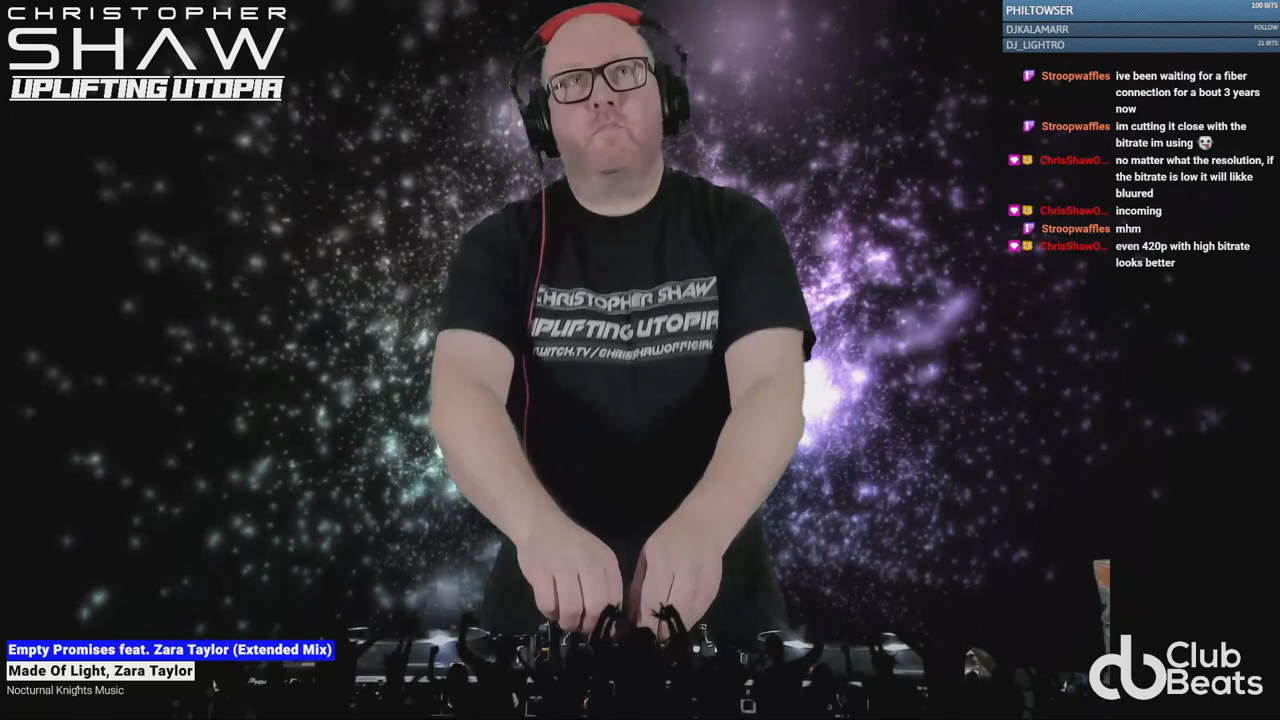 CHRISTOPHER
SHAW
UPLIFTING UTOPIA
PHILTOWSER 100 BITS
DJKALAMARR FOLLOW
DJ_LIGHTRO 21 BITS
Stroopwaffles ive been waiting for a fiber
connection for a bout 3 years
now
Stroopwaffles im cutting it close with the
bitrate im using
ChrisShawO... no matter what the resolution, if
the bitrate is low it will likke
bluured
ChrisShawO... incoming
Stroopwaffles mhm
ChrisShawO... even 420p with high bitrate
looks better
CHRISTOPHER SHAW
UPLIFTING UTOPIA
TWITCH.TV/CHRISSHAWOFFICIAL
Empty Promises feat. Zara Taylor (Extended Mix)
Made Of Light, Zara Taylor
Nocturnal Knights Music
Club
Beats